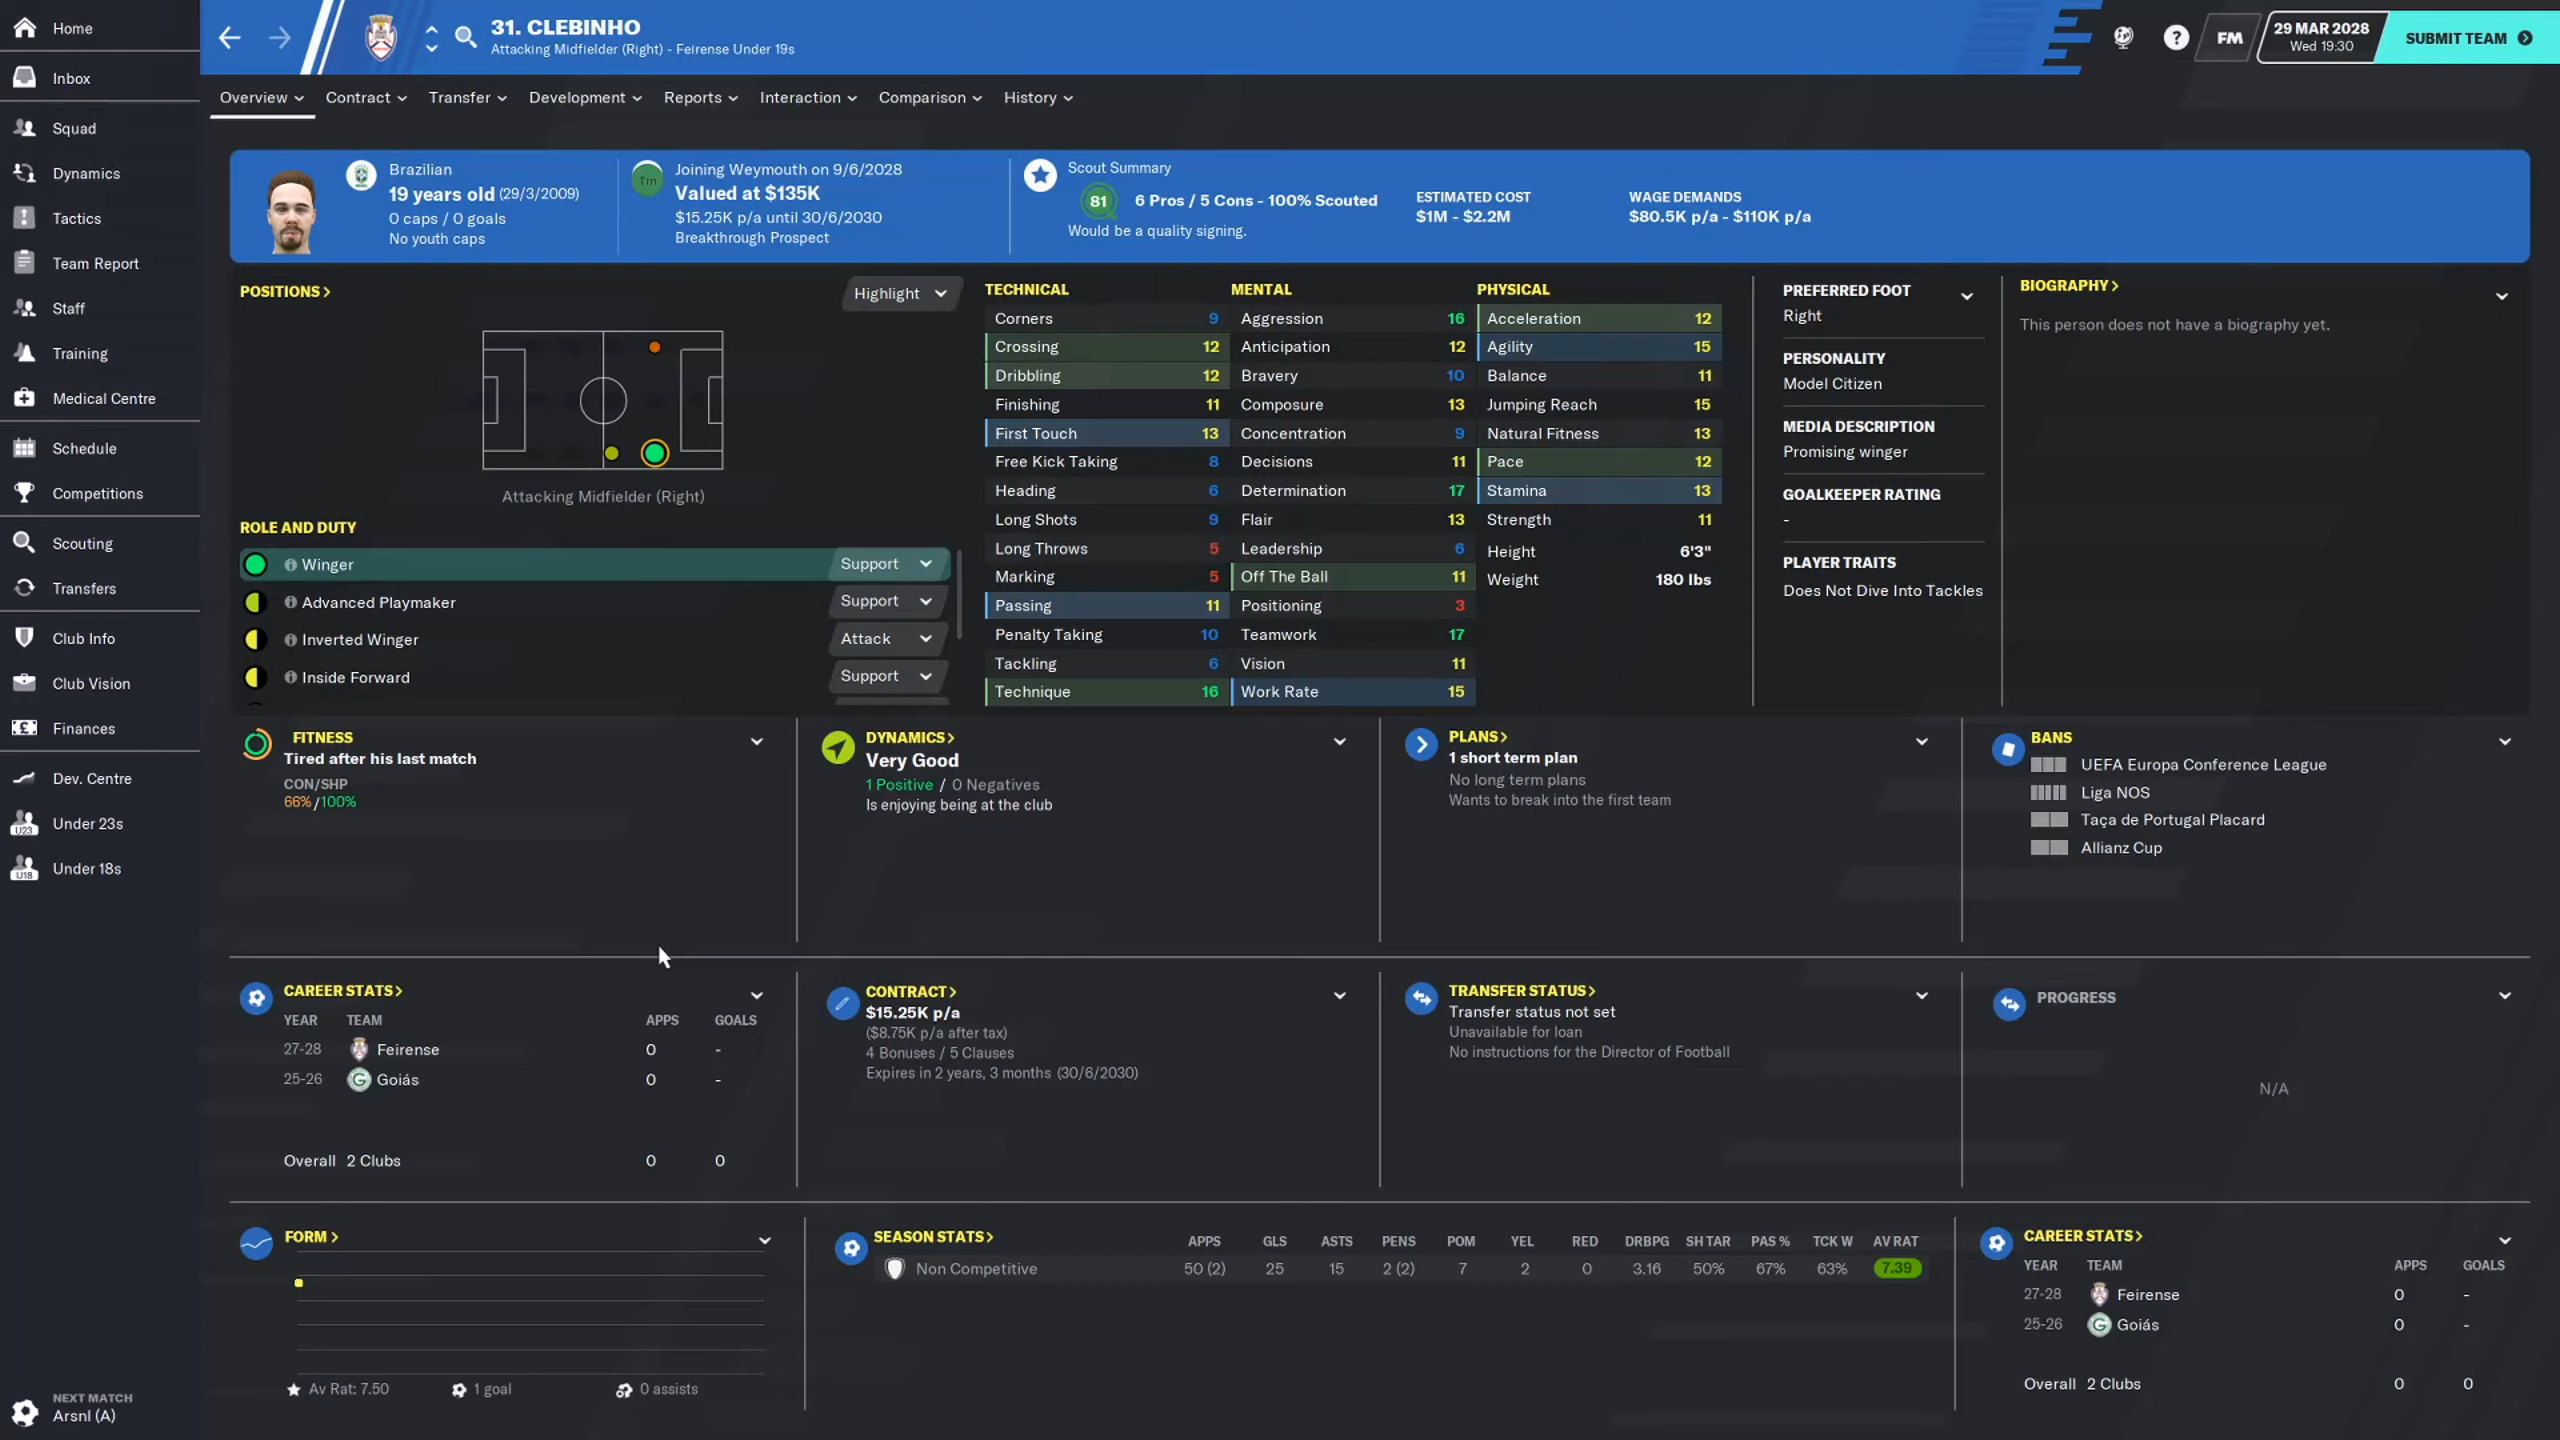 Home
Inbox
Squad
Dynamics
Tactics
Team Report
Staff
Training
Medical Centre
Schedule
Competitions
Scouting
Transfers
Club Info
Club Vision
Finances
Dev. Centre
U23 Under 23s
U18 Under 18s
NEXT MATCH
Arsnl (A)
31. CLEBINHO
Attacking Midfielder (Right) - Feirense Under 19s
FM
29 MAR 2028
Wed 19:30
SUBMIT TEAM
Overview Contract Transfer Development Reports Interaction Comparison History
Brazilian
19 years old (29/3/2009)
0 caps / 0 goals
No youth caps
Trn
Joining Weymouth on 9/6/2028
Valued at $135K
$15.25K p/a until 30/6/2030
Breakthrough Prospect
Scout Summary
81 6 Pros / 5 Cons - 100% Scouted
Would be a quality signing.
ESTIMATED COST
$1M - $2.2M
WAGE DEMANDS
$80.5K p/a - $110K p/a
POSITIONS >
Highlight
Attacking Midfielder (Right)
ROLE AND DUTY
Winger Support
Advanced Playmaker Support
Inverted Winger Attack
Inside Forward Support
TECHNICAL
Corners 9
Crossing 12
Dribbling 12
Finishing 11
First Touch 13
Free Kick Taking 8
Heading 6
Long Shots 9
Long Throws 5
Marking 5
Passing 11
Penalty Taking 10
Tackling 6
Technique 16
MENTAL
Aggression 16
Anticipation 12
Bravery 10
Composure 13
Concentration 9
Decisions 11
Determination 17
Flair 13
Leadership 6
Off The Ball 11
Positioning 3
Teamwork 17
Vision 11
Work Rate 15
PHYSICAL
Acceleration 12
Agility 15
Balance 11
Jumping Reach 15
Natural Fitness 13
Pace 12
Stamina 13
Strength 11
Height 6'3"
Weight 180 lbs
PREFERRED FOOT
Right
PERSONALITY
Model Citizen
MEDIA DESCRIPTION
Promising winger
GOALKEEPER RATING
-
PLAYER TRAITS
Does Not Dive Into Tackles
BIOGRAPHY >
This person does not have a biography yet.
FITNESS
Tired after his last match
CON/SHP
66% / 100%
DYNAMICS >
Very Good
1 Positive / 0 Negatives
Is enjoying being at the club
PLANS >
1 short term plan
No long term plans
Wants to break into the first team
BANS
UEFA Europa Conference League
Liga NOS
Taça de Portugal Placard
Allianz Cup
CAREER STATS >
YEAR TEAM APPS GOALS
27-28 Feirense 0 -
25-26 Goiás 0 -
Overall 2 Clubs 0 0
CONTRACT >
$15.25K p/a
($8.75K p/a after tax)
4 Bonuses / 5 Clauses
Expires in 2 years, 3 months (30/6/2030)
TRANSFER STATUS >
Transfer status not set
Unavailable for loan
No instructions for the Director of Football
PROGRESS
N/A
FORM >
Av Rat: 7.50 1 goal 0 assists
SEASON STATS > APPS GLS ASTS PENS POM YEL RED DRBPG SH TAR PAS % TCK W AV RAT
Non Competitive 50 (2) 25 15 2 (2) 7 2 0 3.16 50% 67% 63% 7.39
CAREER STATS >
YEAR TEAM APPS GOALS
27-28 Feirense 0 -
25-26 Goiás 0 -
Overall 2 Clubs 0 0